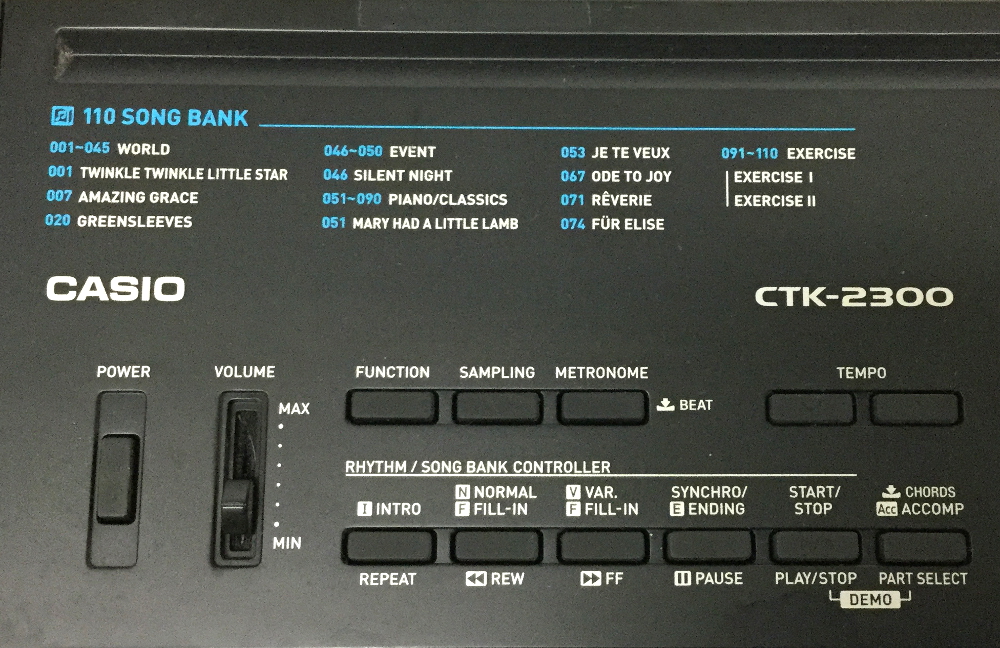 110 SONG BANK
001~045 WORLD
001 TWINKLE TWINKLE LITTLE STAR
007 AMAZING GRACE
020 GREENSLEEVES
046~050 EVENT
046 SILENT NIGHT
051~090 PIANO/CLASSICS
051 MARY HAD A LITTLE LAMB
053 JE TE VEUX
067 ODE TO JOY
071 RÊVERIE
074 FÜR ELISE
091~110 EXERCISE
EXERCISE I
EXERCISE II
CASIO
CTK-2300
POWER
VOLUME
MAX
MIN
FUNCTION
SAMPLING
METRONOME
BEAT
TEMPO
RHYTHM / SONG BANK CONTROLLER
I INTRO
N NORMAL
F FILL-IN
V VAR.
F FILL-IN
SYNCHRO/
E ENDING
START/
STOP
CHORDS
Acc ACCOMP
REPEAT
REW
FF
PAUSE
PLAY/STOP
PART SELECT
DEMO